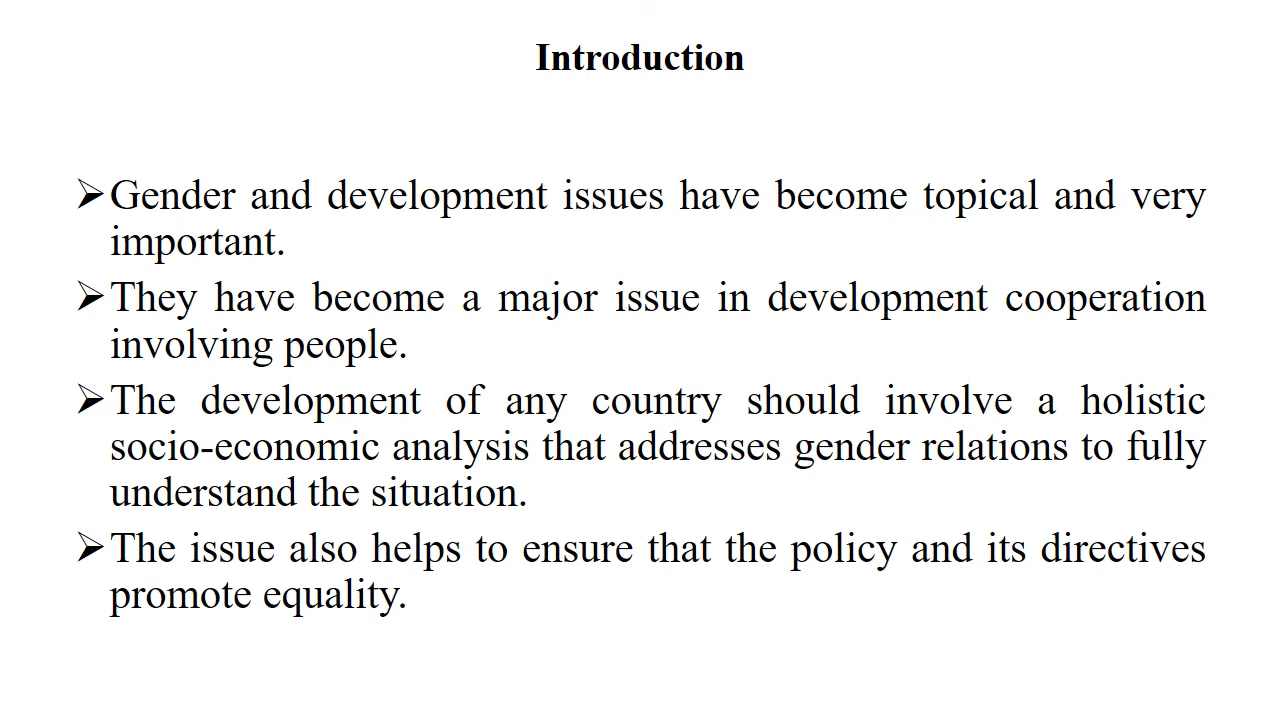 Introduction
➢Gender and development issues have become topical and very
important.
➢They have become a major issue in development cooperation
involving people.
➢The development of any country should involve a holistic
socio-economic analysis that addresses gender relations to fully
understand the situation.
➢The issue also helps to ensure that the policy and its directives
promote equality.